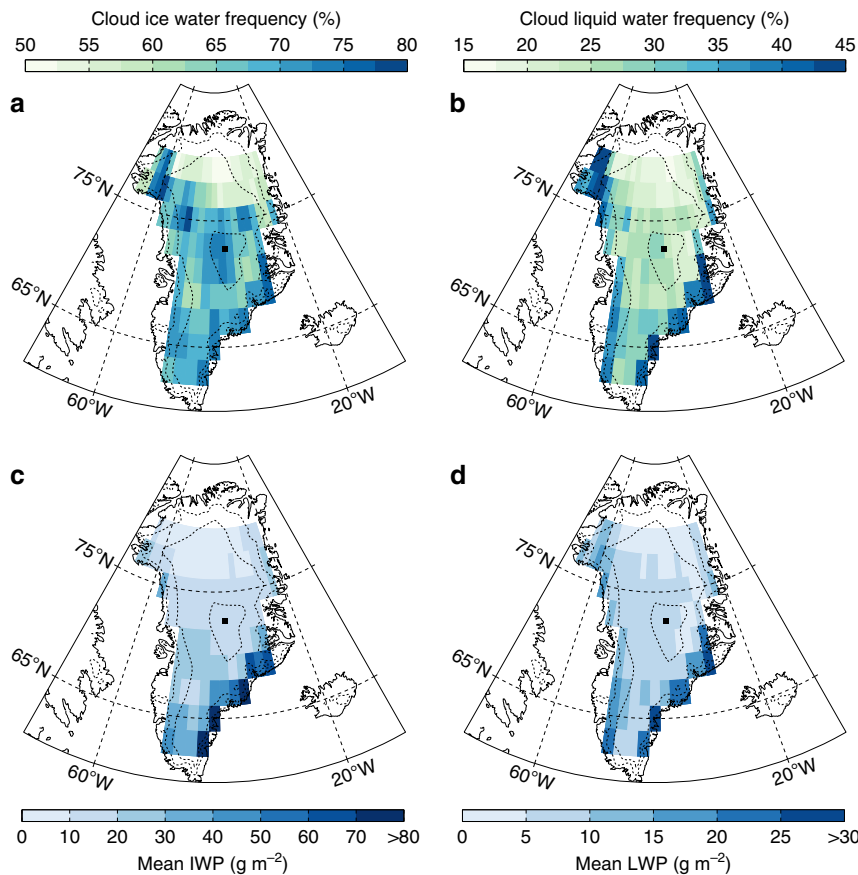 Cloud ice water frequency (%)
50 55 60 65 70 75 80
Cloud liquid water frequency (%)
15 20 25 30 35 40 45
a
75°N
65°N
60°W
20°W
b
75°N
65°N
60°W
20°W
c
75°N
65°N
60°W
20°W
d
75°N
65°N
60°W
20°W
0 10 20 30 40 50 60 70 >80
Mean IWP (g m⁻²)
0 5 10 15 20 25 >30
Mean LWP (g m⁻²)